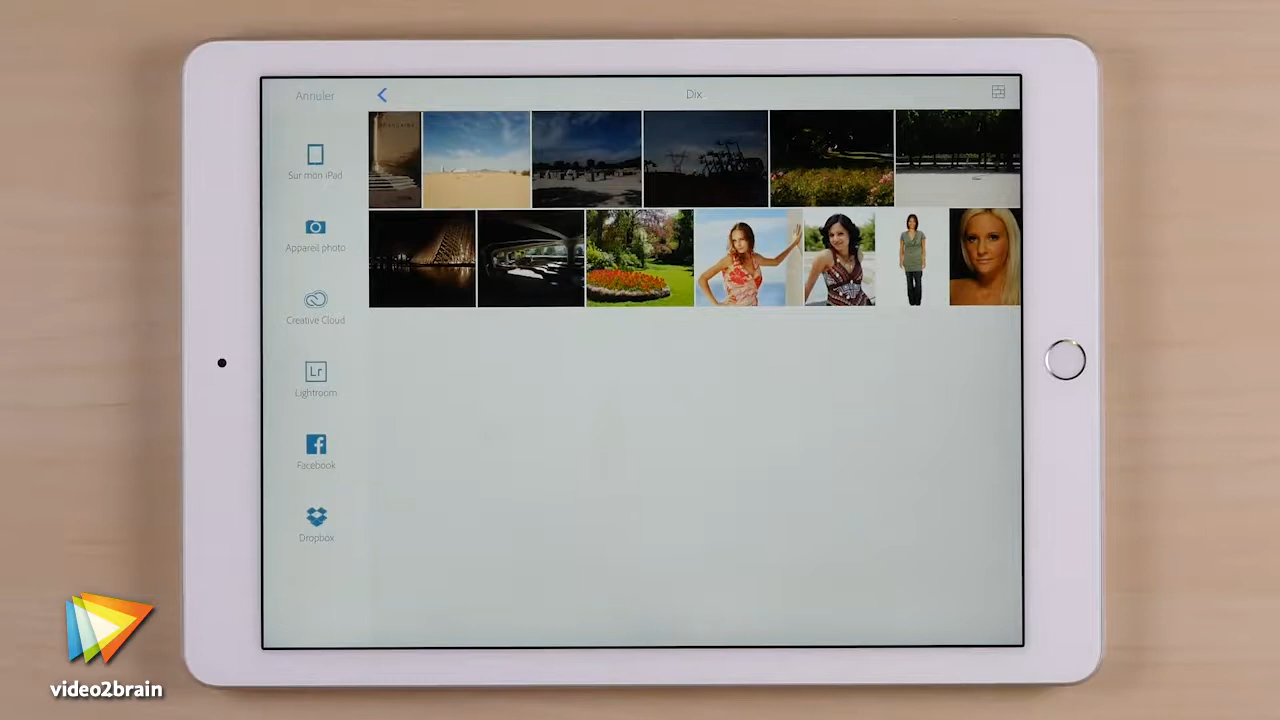 Annuler
Dix
Sur mon iPad
Appareil photo
Creative Cloud
Lr
Lightroom
Facebook
Dropbox
video2brain